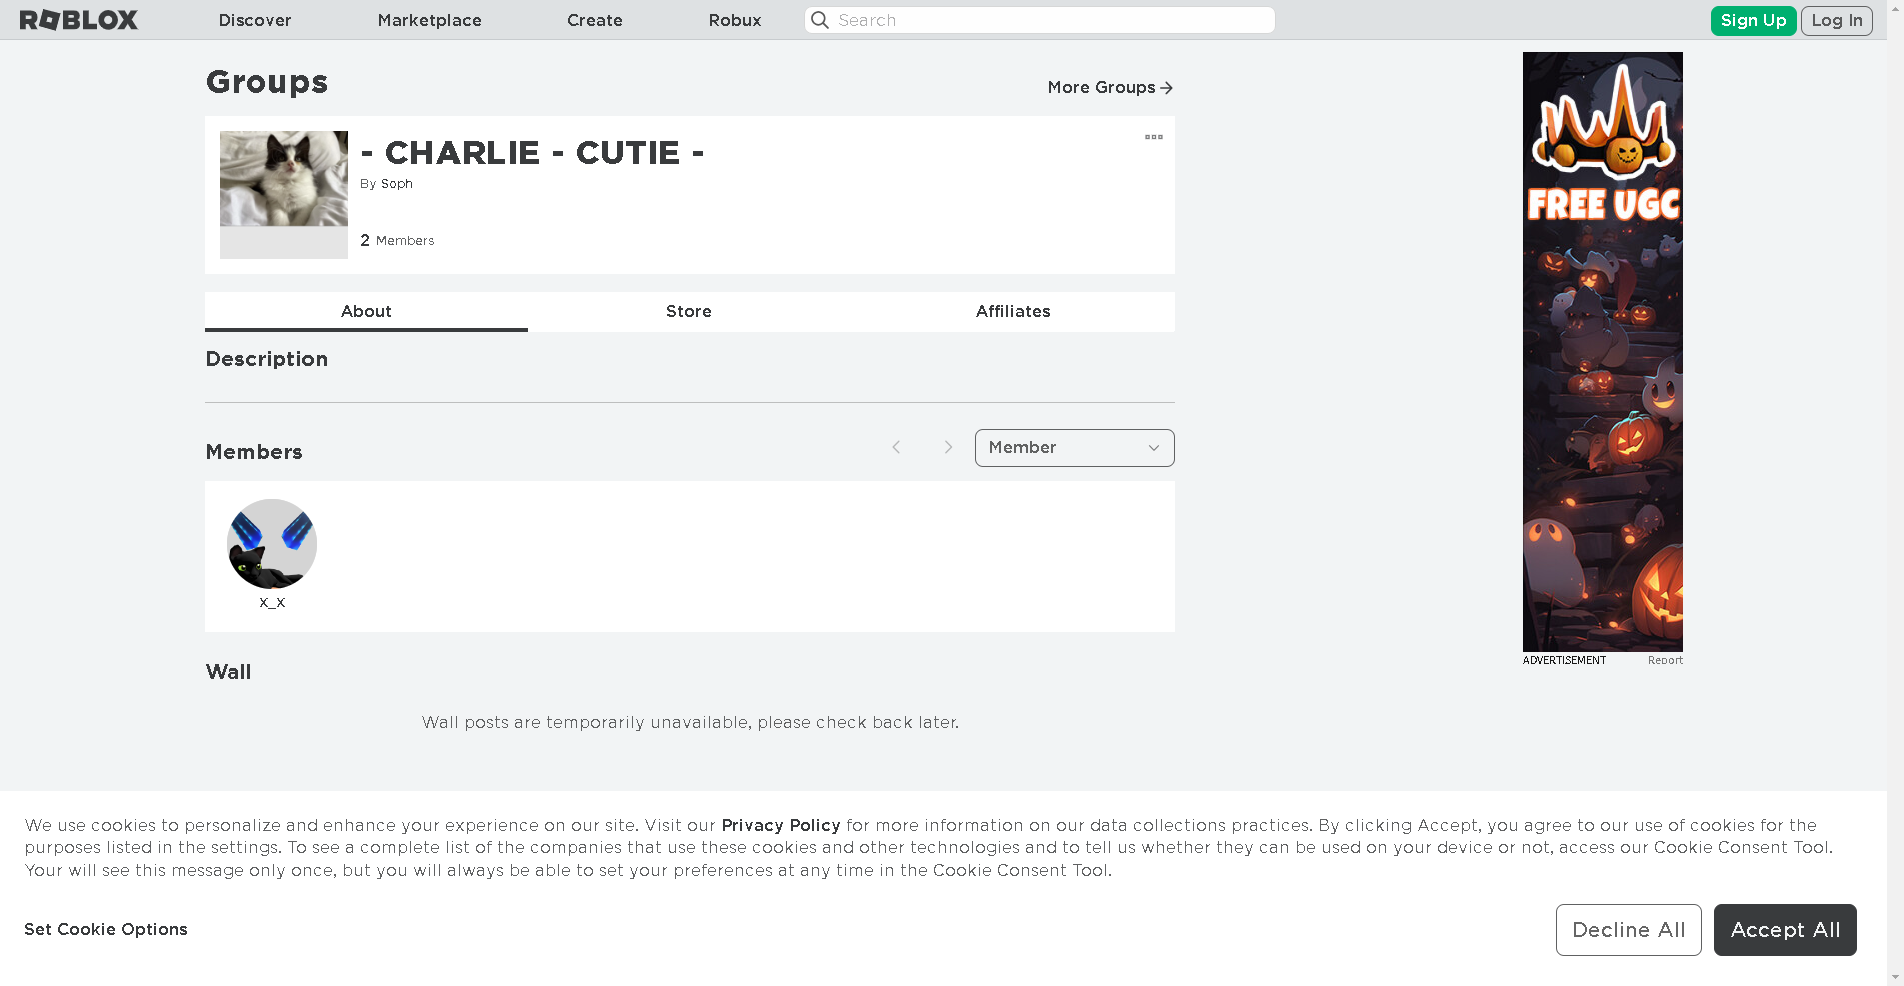 ROBLOX
Discover
Marketplace
Create
Robux
Search
Sign Up
Log In
Groups
More Groups
- CHARLIE - CUTIE -
By Soph
2 Members
About
Store
Affiliates
Description
Members
Member
x_x
Wall
Wall posts are temporarily unavailable, please check back later.
FREE UGC
ADVERTISEMENT
Report
We use cookies to personalize and enhance your experience on our site. Visit our Privacy Policy for more information on our data collections practices. By clicking Accept, you agree to our use of cookies for the
purposes listed in the settings. To see a complete list of the companies that use these cookies and other technologies and to tell us whether they can be used on your device or not, access our Cookie Consent Tool.
Your will see this message only once, but you will always be able to set your preferences at any time in the Cookie Consent Tool.
Set Cookie Options
Decline All
Accept All